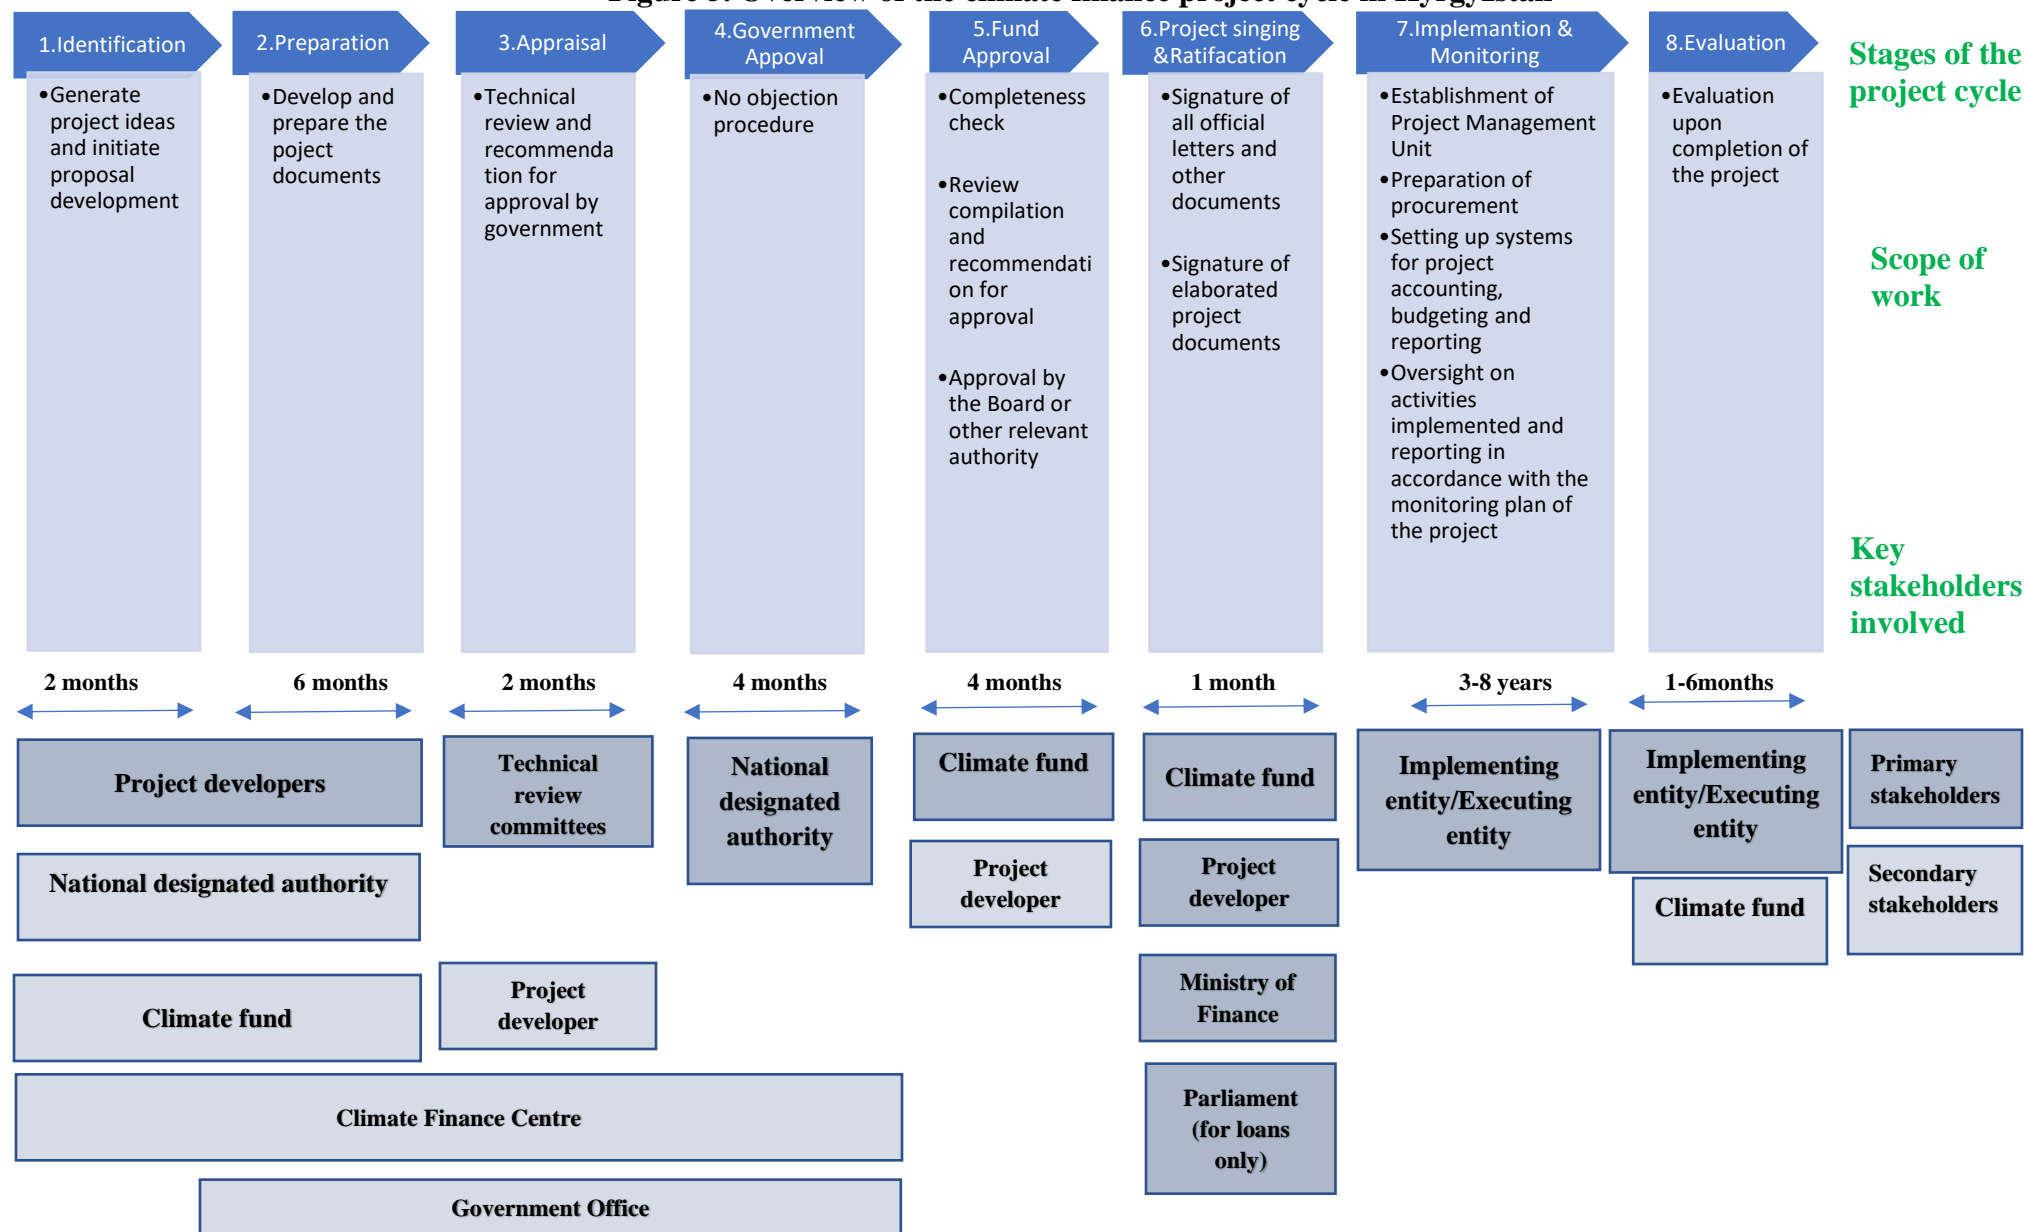 Overview of the climate finance project cycle in Kyrgyzstan
1.Identification
2.Preparation
3.Appraisal
4.Government
Appoval
5.Fund
Approval
6.Project singing
&Ratifacation
7.Implemantion &
Monitoring
8.Evaluation
Stages of the
project cycle
•Generate
project ideas
and initiate
proposal
development
•Develop and
prepare the
poject
documents
•Technical
review and
recommenda
tion for
approval by
government
•No objection
procedure
•Completeness
check
•Review
compilation
and
recommendati
on for
approval
•Approval by
the Board or
other relevant
authority
•Signature of
all official
letters and
other
documents
•Signature of
elaborated
project
documents
•Establishment of
Project Management
Unit
•Preparation of
procurement
•Setting up systems
for project
accounting,
budgeting and
reporting
•Oversight on
activities
implemented and
reporting in
accordance with the
monitoring plan of
the project
•Evaluation
upon
completion of
the project
Scope of
work
Key
stakeholders
involved
2 months
6 months
2 months
4 months
4 months
1 month
3-8 years
1-6months
Project developers
Technical
review
committees
National
designated
authority
Climate fund
Climate fund
Implementing
entity/Executing
entity
Implementing
entity/Executing
entity
Primary
stakeholders
National designated authority
Project
developer
Project
developer
Climate fund
Secondary
stakeholders
Climate fund
Project
developer
Ministry of
Finance
Climate Finance Centre
Parliament
(for loans
only)
Government Office